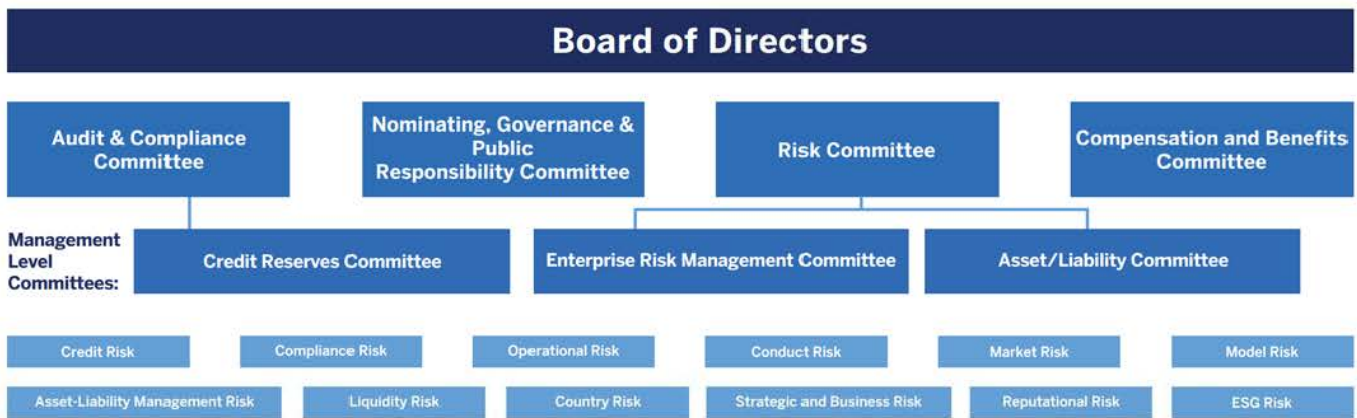 Board of Directors
Audit & Compliance
Committee
Nominating, Governance &
Public
Responsibility Committee
Risk Committee
Compensation and Benefits
Committee
Management
Level
Committees:
Credit Reserves Committee
Enterprise Risk Management Committee
Asset/Liability Committee
Credit Risk
Compliance Risk
Operational Risk
Conduct Risk
Market Risk
Model Risk
Asset-Liability Management Risk
Liquidity Risk
Country Risk
Strategic and Business Risk
Reputational Risk
ESG Risk